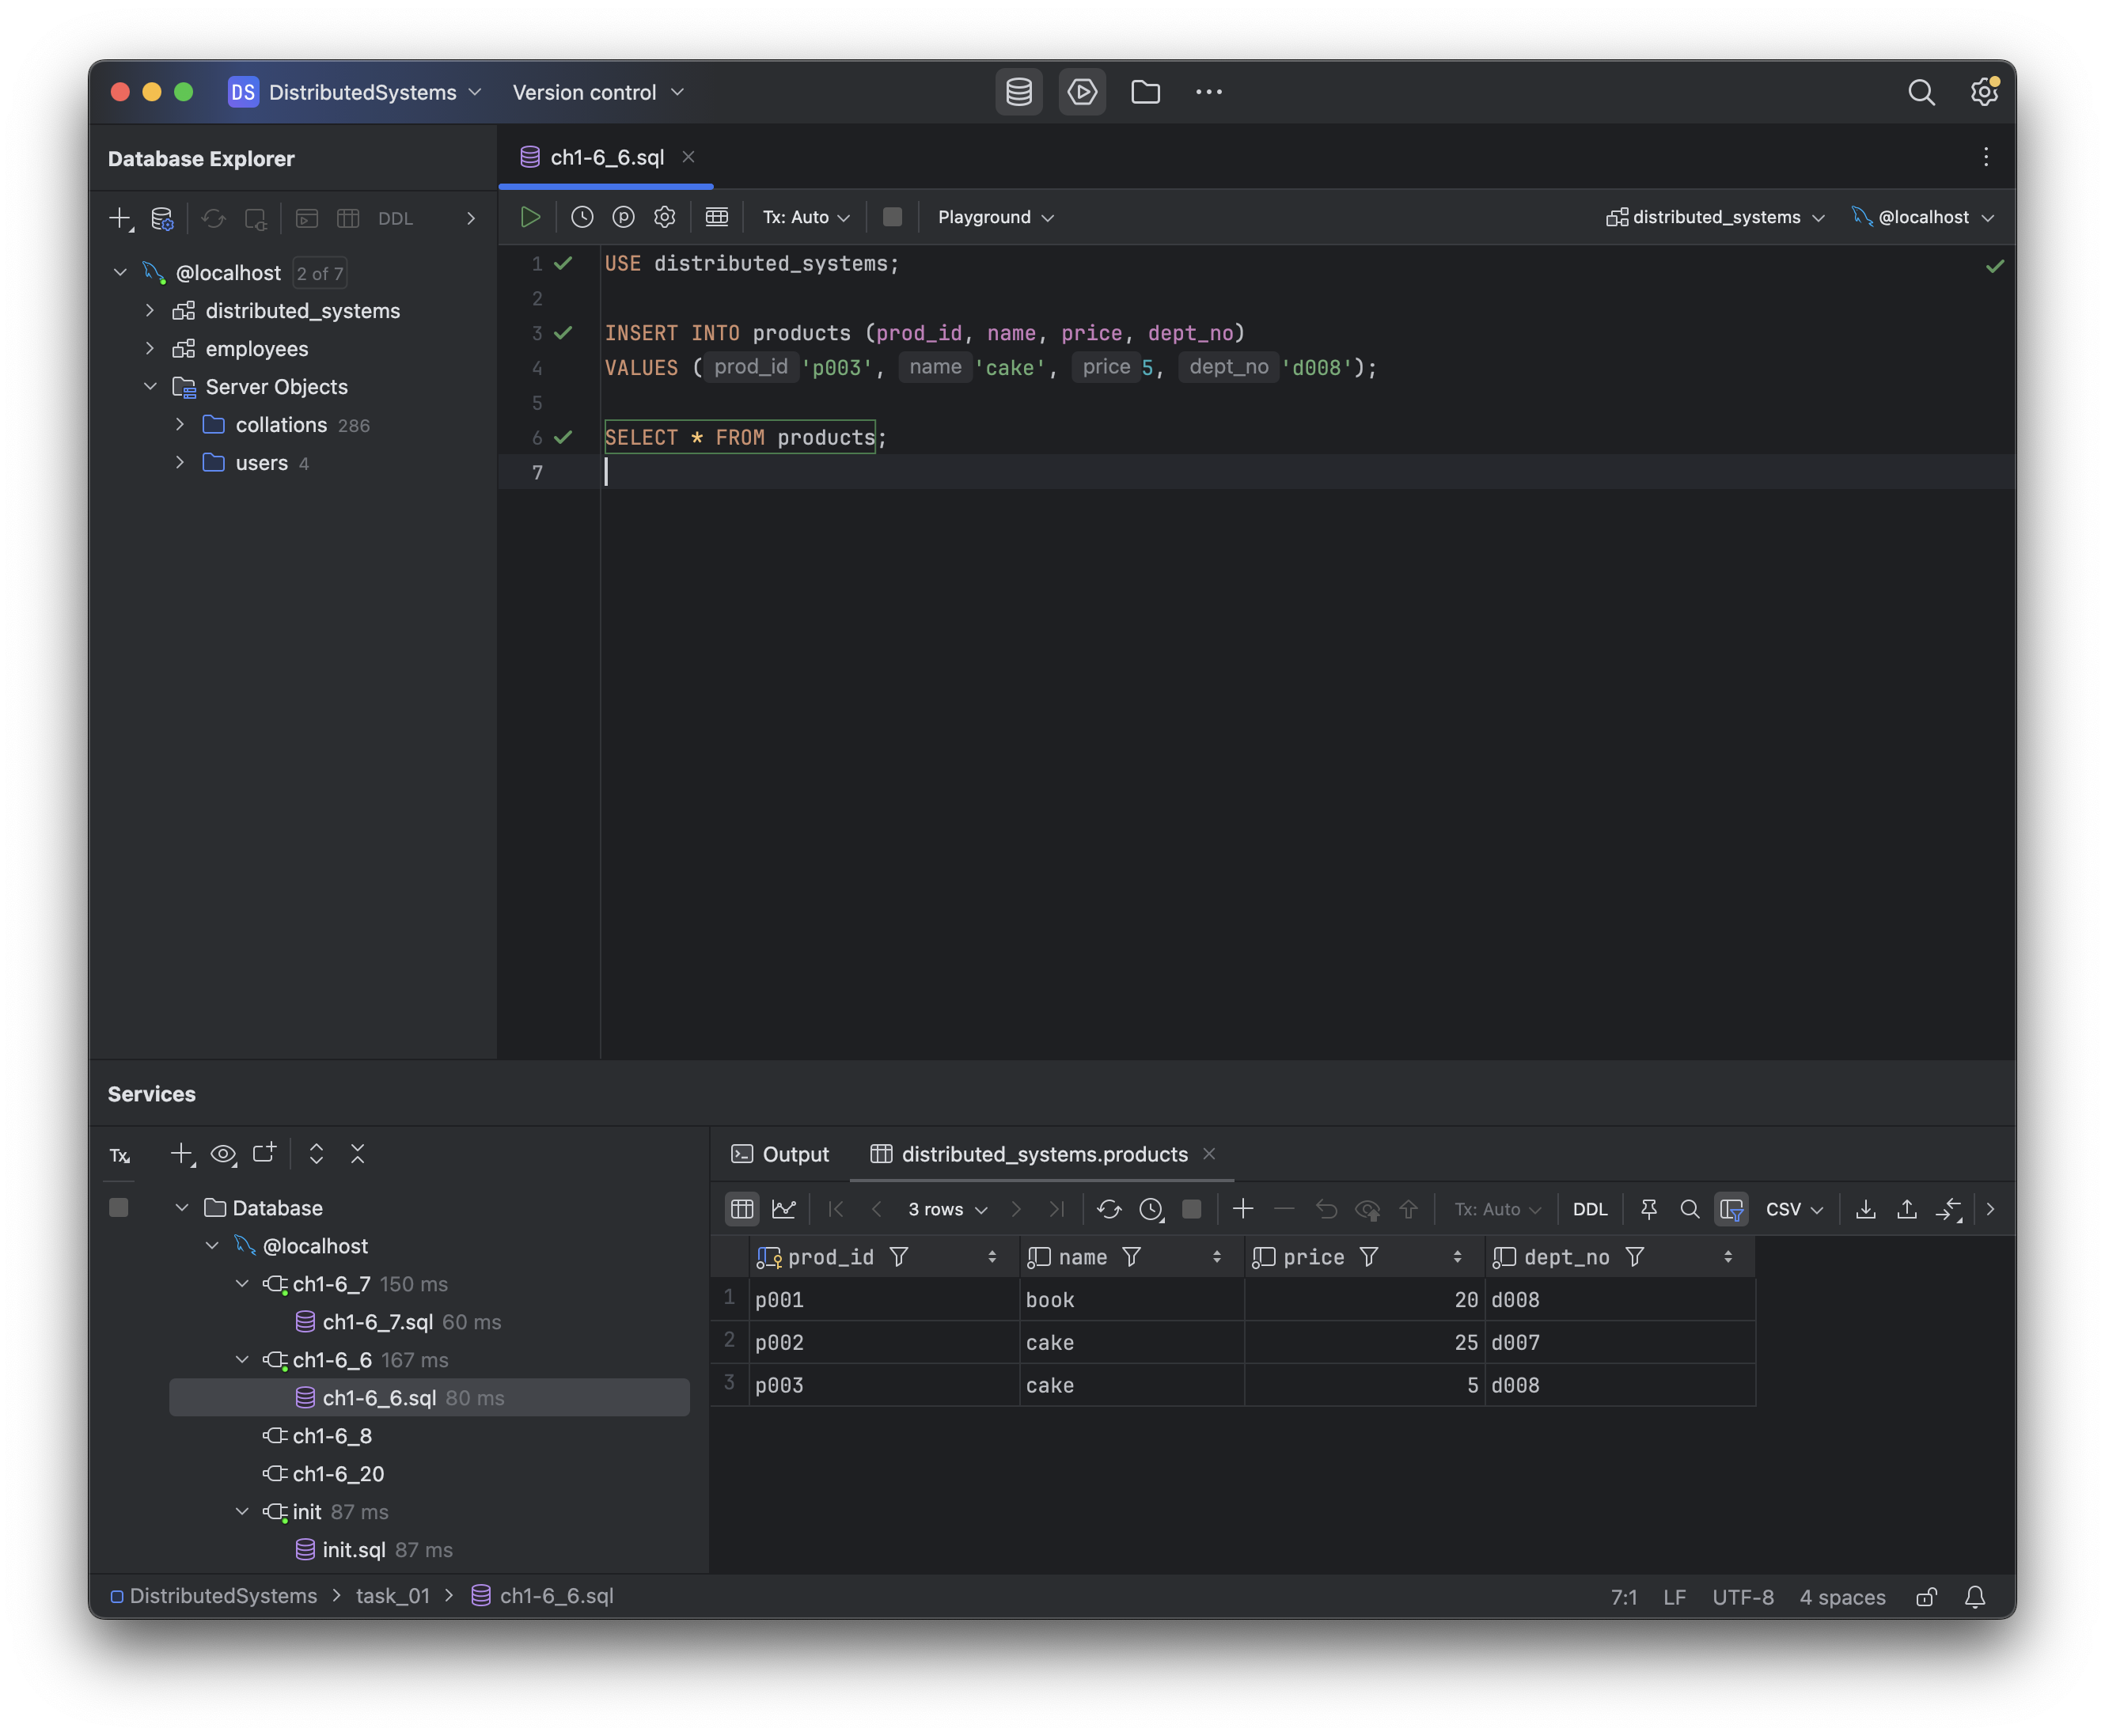 DS DistributedSystems Version control
Database Explorer
ch1-6_6.sql
DDL
Tx: Auto Playground distributed_systems @localhost
@localhost 2 of 7
distributed_systems
employees
Server Objects
collations 286
users 4
1 USE distributed_systems;
2
3 INSERT INTO products (prod_id, name, price, dept_no)
4 VALUES ( prod_id 'p003', name 'cake', price 5, dept_no 'd008');
5
6 SELECT * FROM products;
7
Services
Tx
Database
@localhost
ch1-6_7 150 ms
ch1-6_7.sql 60 ms
ch1-6_6 167 ms
ch1-6_6.sql 80 ms
ch1-6_8
ch1-6_20
init 87 ms
init.sql 87 ms
Output distributed_systems.products
3 rows Tx: Auto DDL CSV
prod_id name price dept_no
1 p001 book 20 d008
2 p002 cake 25 d007
3 p003 cake 5 d008
DistributedSystems > task_01 > ch1-6_6.sql
7:1 LF UTF-8 4 spaces